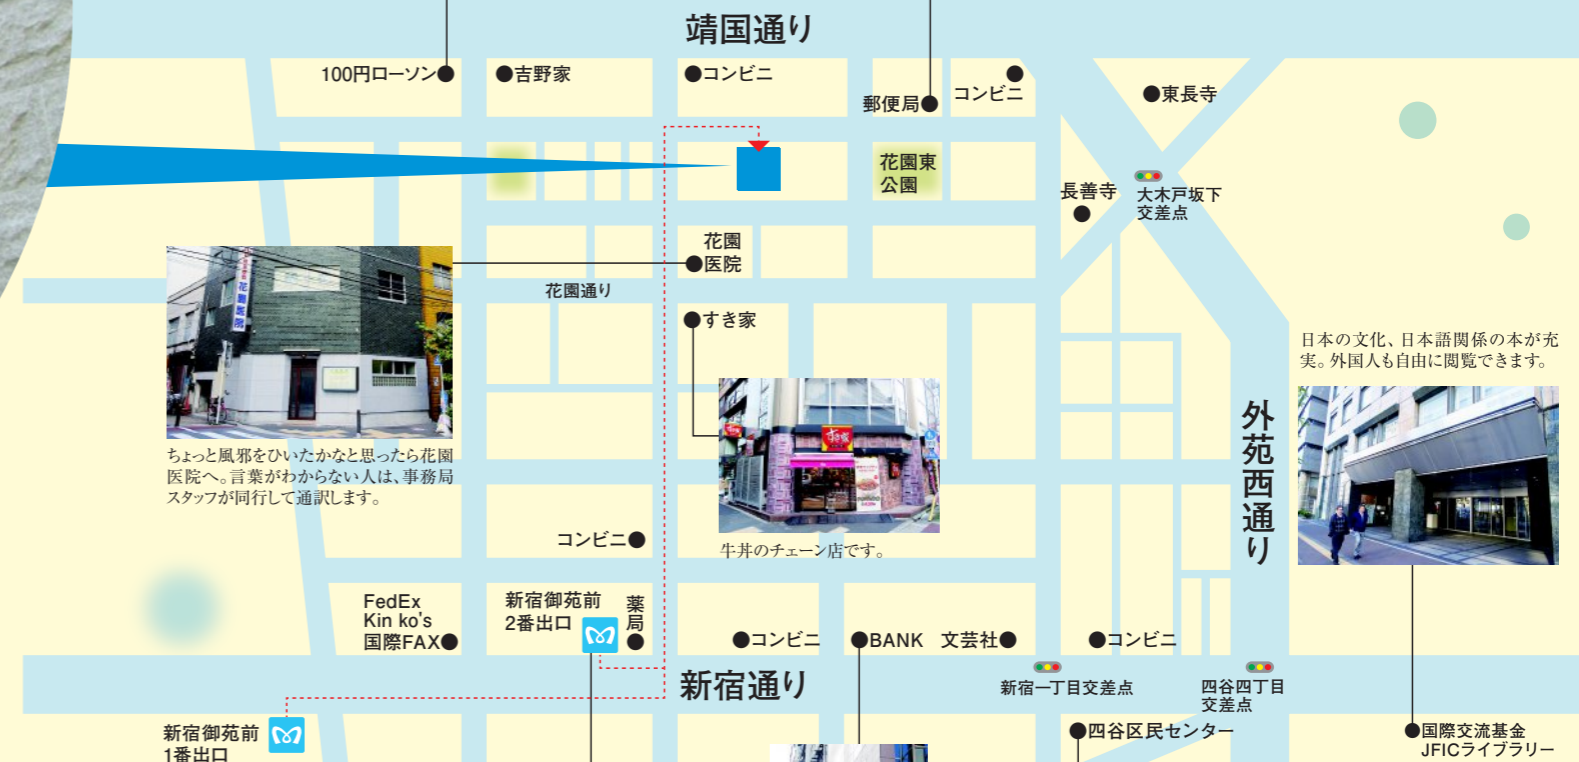 靖国通り
100円ローソン
吉野家
コンビニ
郵便局
コンビニ
東長寺
花園東
公園
長善寺
大木戸坂下
交差点
花園
医院
花園通り
すき家
花園医院
すき家
ちょっと風邪をひいたかなと思ったら花園
医院へ。言葉がわからない人は、事務局
スタッフが同行して通訳します。
牛丼のチェーン店です。
日本の文化、日本語関係の本が充
実。外国人も自由に閲覧できます。
外苑西通り
コンビニ
FedEx
Kin ko's
国際FAX
新宿御苑前
2番出口
薬局
コンビニ
BANK
文芸社
コンビニ
新宿通り
新宿一丁目交差点
四谷四丁目
交差点
新宿御苑前
1番出口
四谷区民センター
国際交流基金
JFICライブラリー